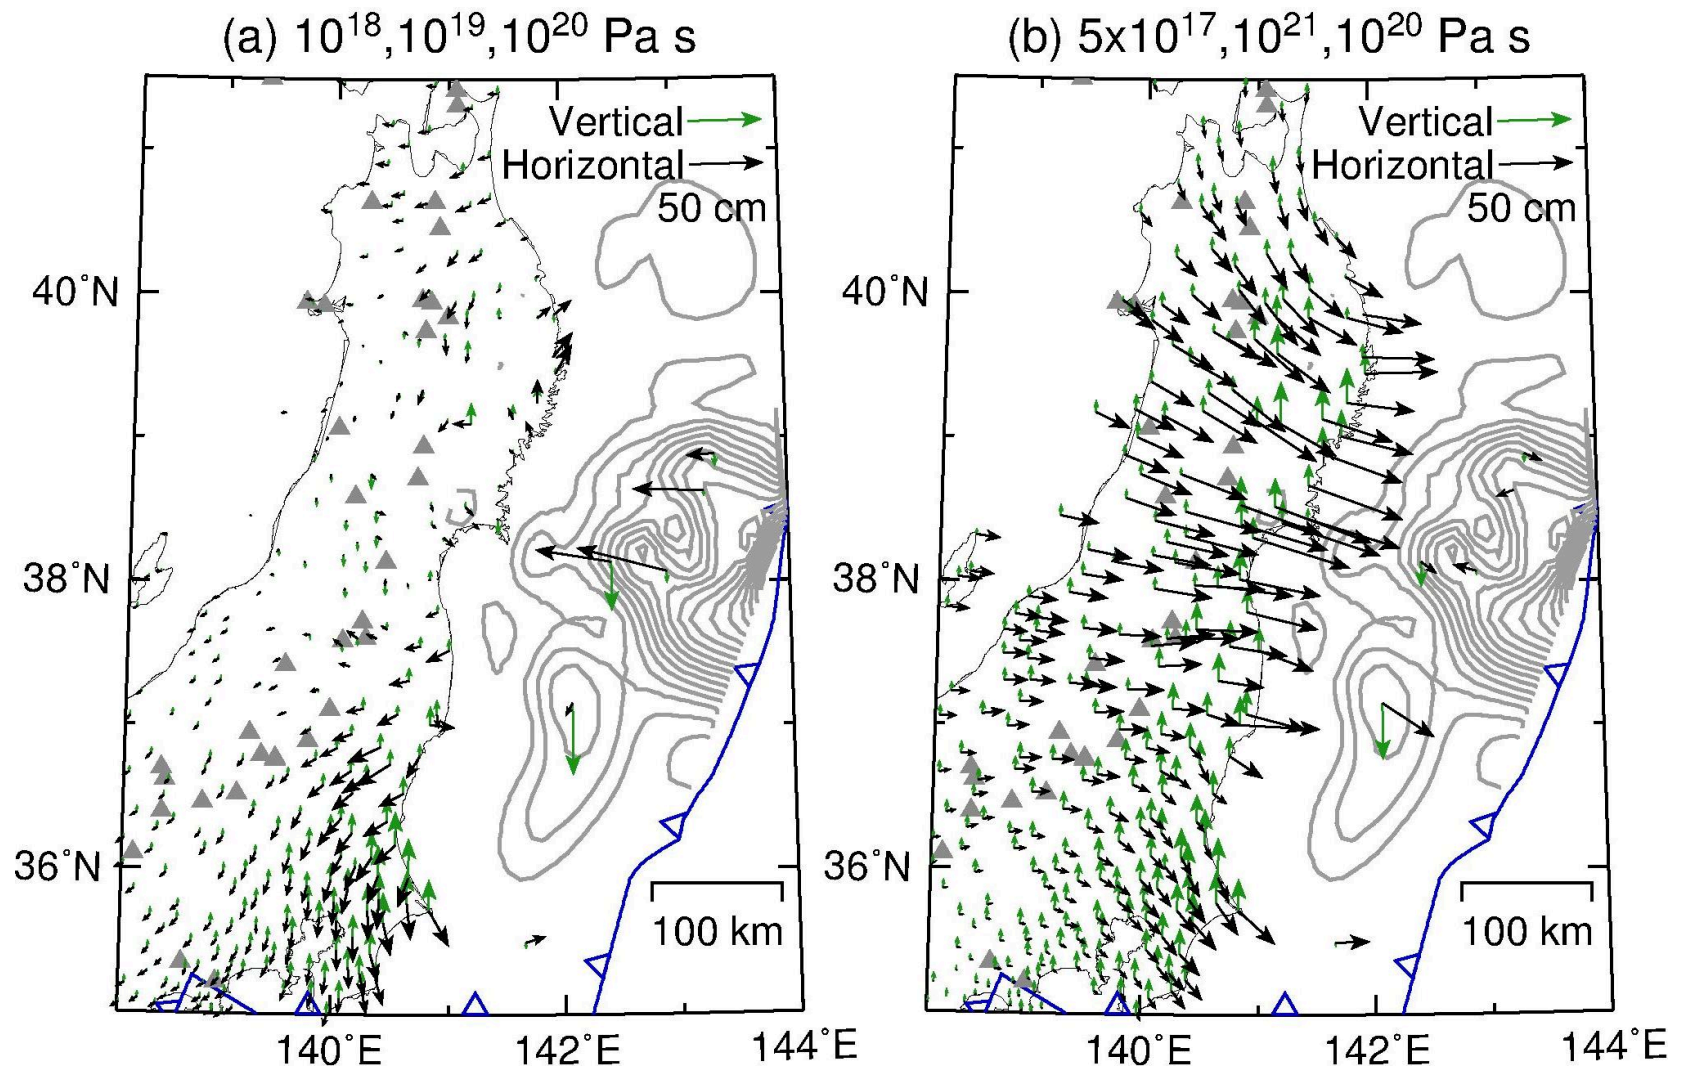 (a) 10¹⁸,10¹⁹,10²⁰ Pa s
Vertical
Horizontal
50 cm
40°N
38°N
36°N
100 km
140°E
142°E
144°E
(b) 5x10¹⁷,10²¹,10²⁰ Pa s
Vertical
Horizontal
50 cm
40°N
38°N
36°N
100 km
140°E
142°E
144°E